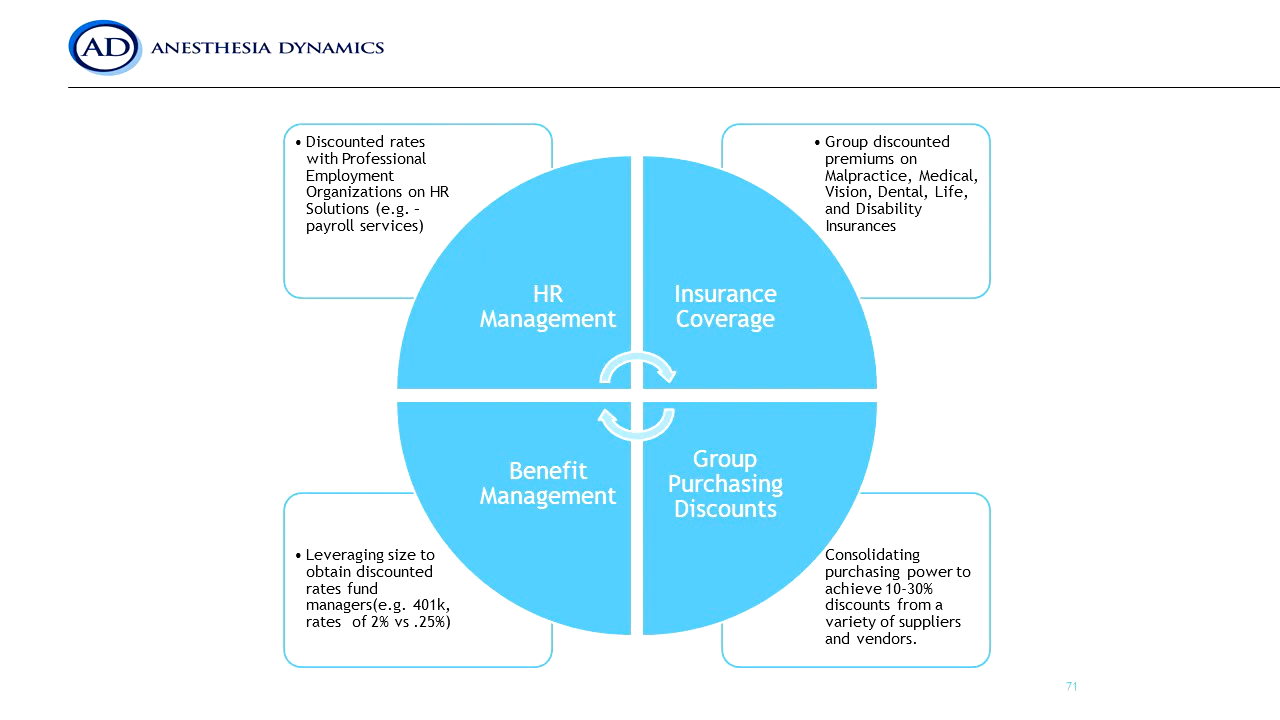 AD ANESTHESIA DYNAMICS
• Discounted rates
with Professional
Employment
Organizations on HR
Solutions (e.g. –
payroll services)
• Group discounted
premiums on
Malpractice, Medical,
Vision, Dental, Life,
and Disability
Insurances
HR
Management
Insurance
Coverage
Benefit
Management
Group
Purchasing
Discounts
• Leveraging size to
obtain discounted
rates fund
managers(e.g. 401k,
rates of 2% vs .25%)
Consolidating
purchasing power to
achieve 10-30%
discounts from a
variety of suppliers
and vendors.
71